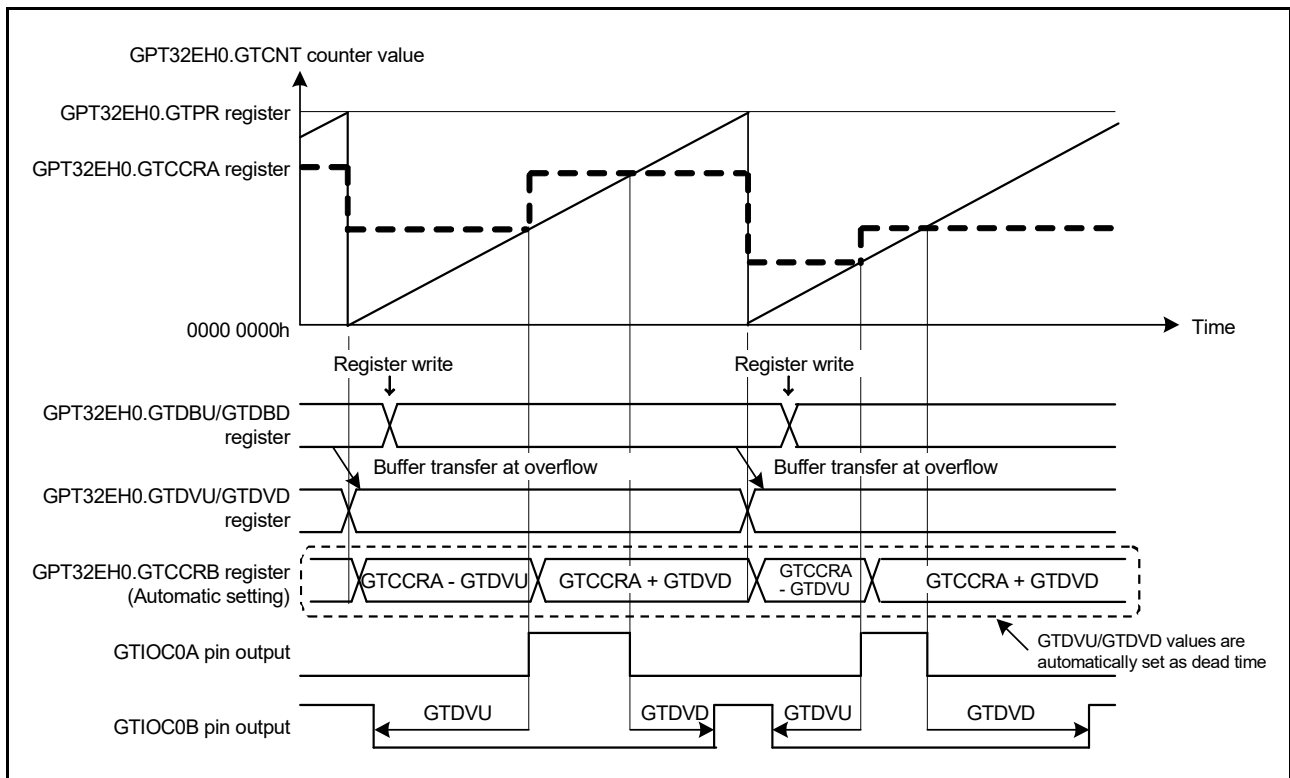 GPT32EH0.GTCNT counter value
GPT32EH0.GTPR register
GPT32EH0.GTCCRA register
0000 0000h
Time
Register write
Register write
GPT32EH0.GTDBU/GTDBD
register
Buffer transfer at overflow
Buffer transfer at overflow
GPT32EH0.GTDVU/GTDVD
register
GPT32EH0.GTCCRB register
(Automatic setting)
GTCCRA - GTDVU
GTCCRA + GTDVD
GTCCRA
- GTDVU
GTCCRA + GTDVD
GTIOC0A pin output
GTDVU/GTDVD values are
automatically set as dead time
GTIOC0B pin output
GTDVU
GTDVD
GTDVU
GTDVD